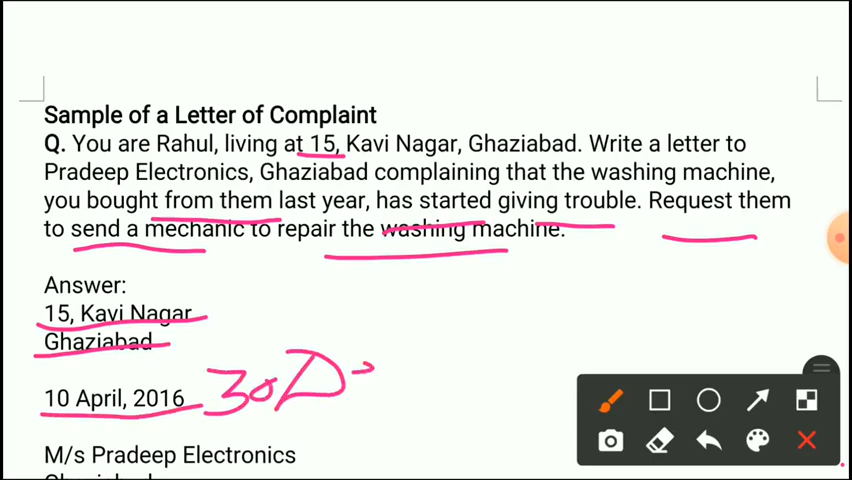 Sample of a Letter of Complaint
Q. You are Rahul, living at 15, Kavi Nagar, Ghaziabad. Write a letter to
Pradeep Electronics, Ghaziabad complaining that the washing machine,
you bought from them last year, has started giving trouble. Request them
to send a mechanic to repair the washing machine.
Answer:
15, Kavi Nagar
Ghaziabad
10 April, 2016
M/s Pradeep Electronics